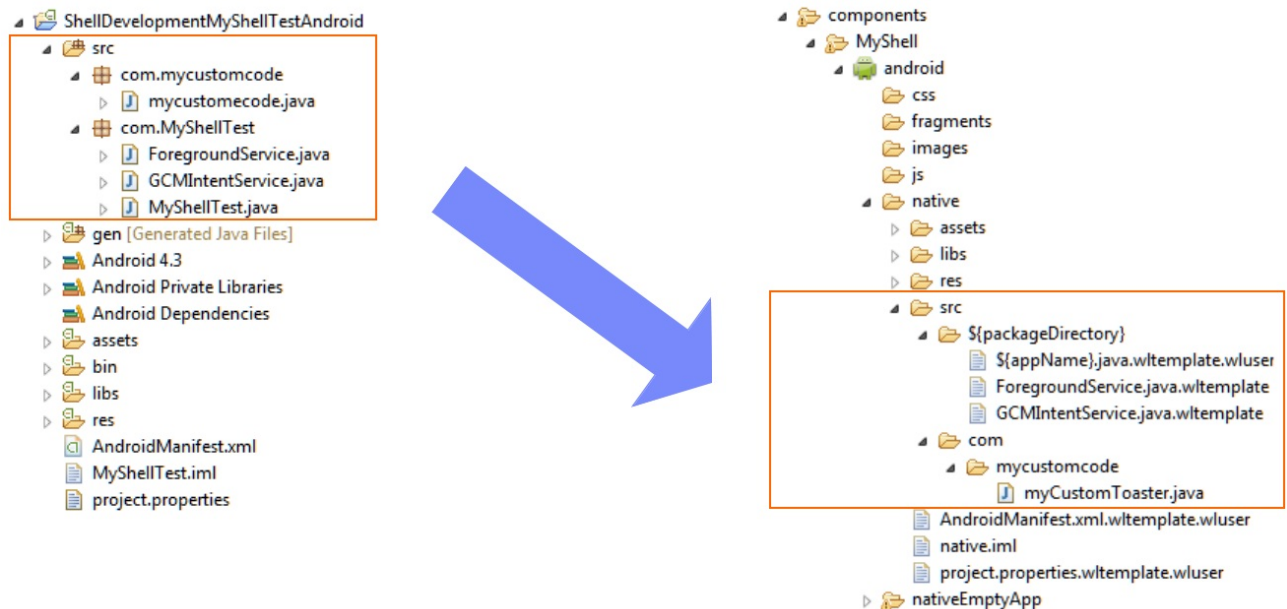 ShellDevelopmentMyShellTestAndroid
src
com.mycustomcode
mycustomecode.java
com.MyShellTest
ForegroundService.java
GCMIntentService.java
MyShellTest.java
gen [Generated Java Files]
Android 4.3
Android Private Libraries
Android Dependencies
assets
bin
libs
res
AndroidManifest.xml
MyShellTest.iml
project.properties
components
MyShell
android
css
fragments
images
js
native
assets
libs
res
src
${packageDirectory}
${appName}.java.wltemplate.wluser
ForegroundService.java.wltemplate
GCMIntentService.java.wltemplate
com
mycustomcode
myCustomToaster.java
AndroidManifest.xml.wltemplate.wluser
native.iml
project.properties.wltemplate.wluser
nativeEmptyApp